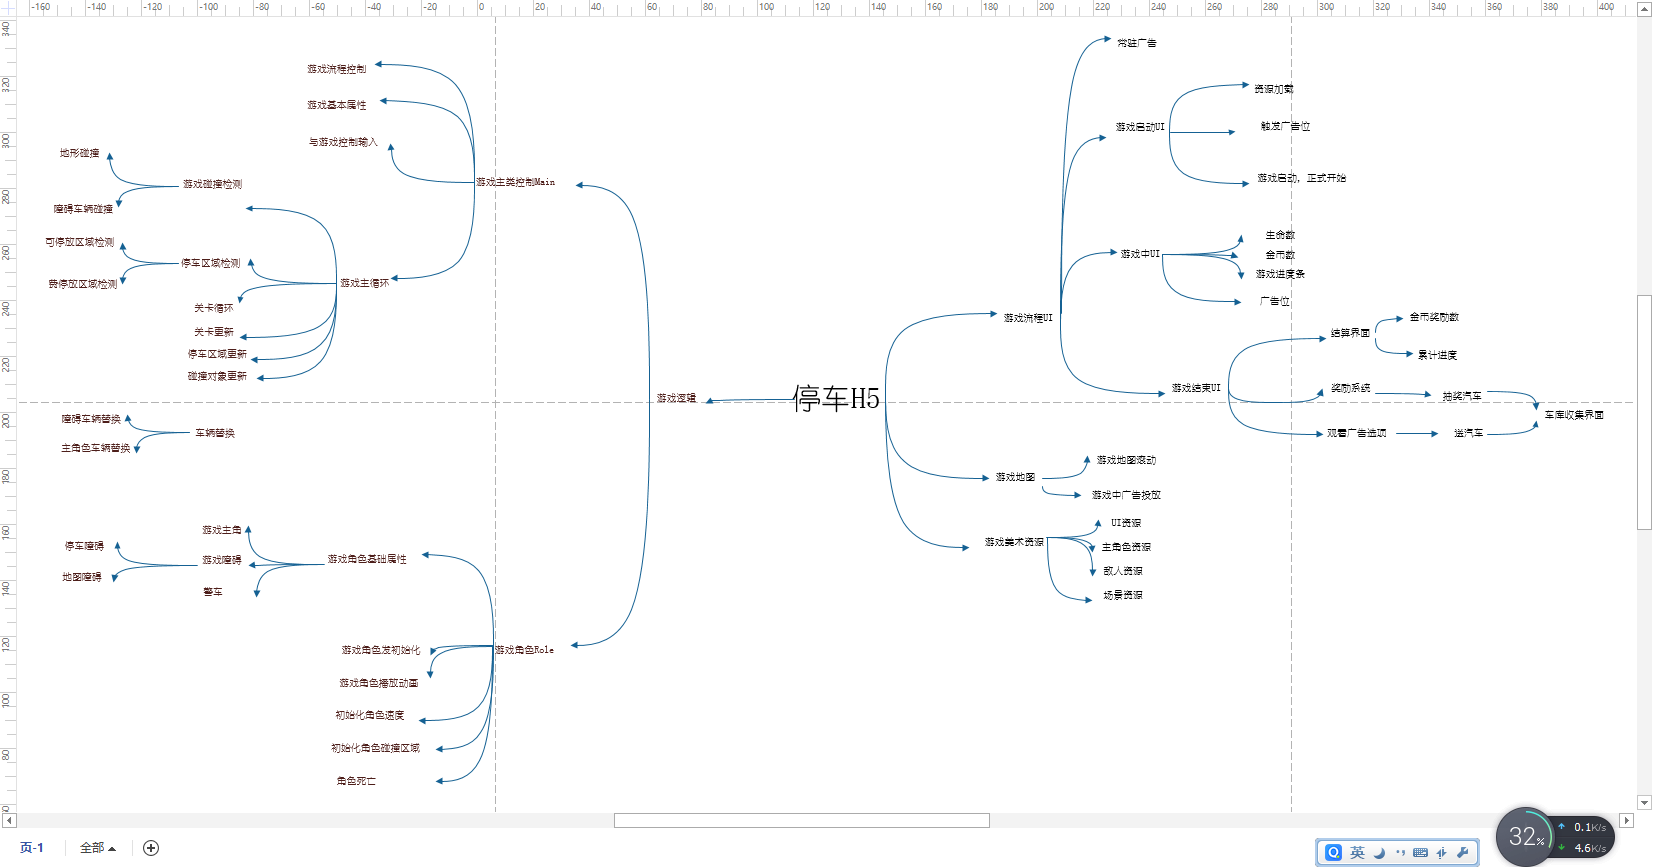 -160 -140 -120 -100 -80 -60 -40 -20 0 20 40 60 80 100 120 140 160 180 200 220 240 260 280 300 320 340 360 380 400
340
320
300
280
260
240
220
200
180
160
140
120
100
80
游戏流程控制
游戏基本属性
与游戏控制输入
游戏主类控制Main
地形碰撞
游戏碰撞检测
障碍车辆碰撞
可停放区域检测
停车区域检测
费停放区域检测
游戏主循环
关卡循环
关卡更新
停车区域更新
碰撞对象更新
游戏逻辑
停车H5
障碍车辆替换
车辆替换
主角色车辆替换
游戏主角
停车障碍
游戏障碍
游戏角色基础属性
地图障碍
警车
游戏角色发初始化
游戏角色Role
游戏角色播放动画
初始化角色速度
初始化角色碰撞区域
角色死亡
常驻广告
资源加载
游戏启动UI
触发广告位
游戏启动，正式开始
生命数
游戏中UI
金币数
游戏进度条
广告位
游戏流程UI
金币奖励数
结算界面
累计进度
游戏结束UI
奖励系统
抽奖汽车
车库收集界面
观看广告选项
送汽车
游戏地图滚动
游戏地图
游戏中广告投放
UI资源
游戏美术资源
主角色资源
敌人资源
场景资源
页-1
全部
英
32%
0.1K/s
4.6K/s